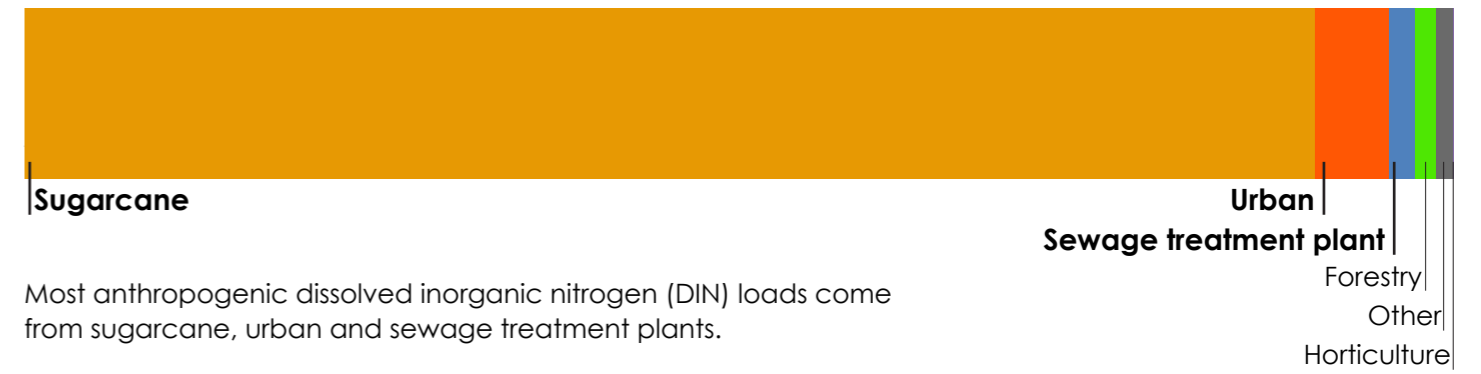 Sugarcane
Urban
Sewage treatment plant
Forestry
Other
Horticulture
Most anthropogenic dissolved inorganic nitrogen (DIN) loads come
from sugarcane, urban and sewage treatment plants.